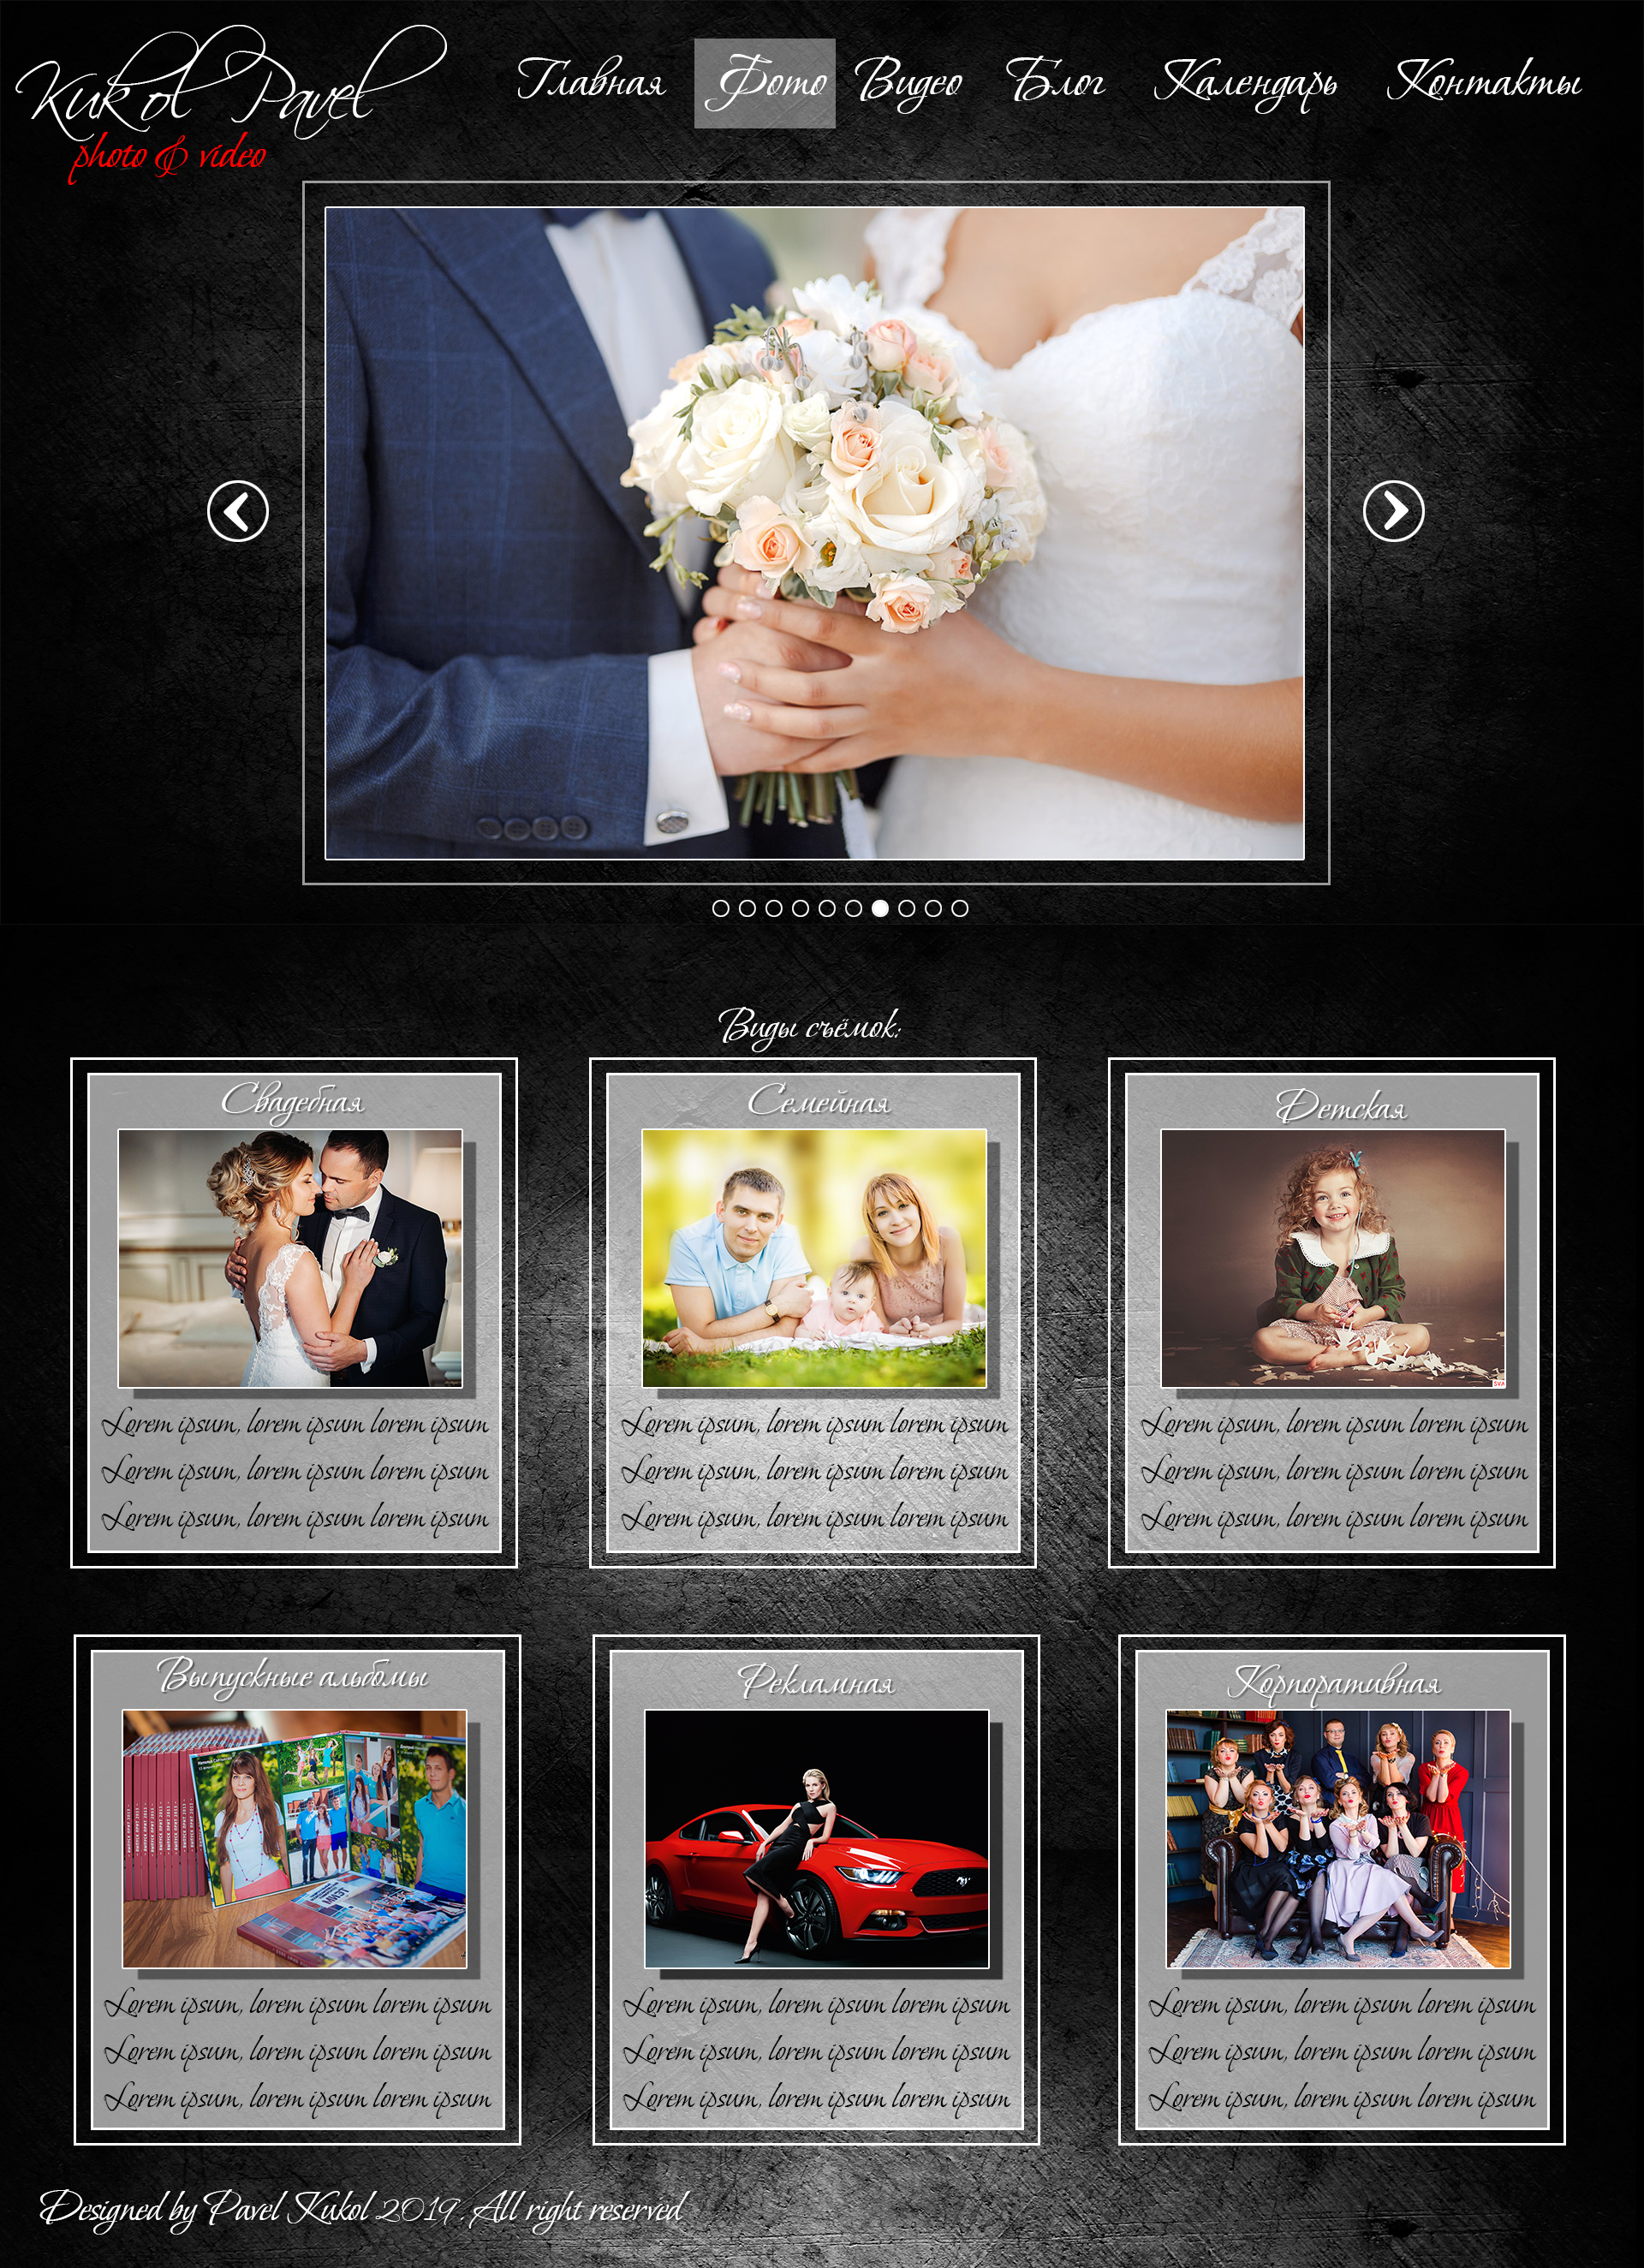 Kukol Pavel
photo & video
Главная Фото Видео Блог Календарь Контакты
Виды съёмок:
Свадебная
Lorem ipsum, lorem ipsum lorem ipsum
Lorem ipsum, lorem ipsum lorem ipsum
Lorem ipsum, lorem ipsum lorem ipsum
Семейная
Lorem ipsum, lorem ipsum lorem ipsum
Lorem ipsum, lorem ipsum lorem ipsum
Lorem ipsum, lorem ipsum lorem ipsum
Детская
Lorem ipsum, lorem ipsum lorem ipsum
Lorem ipsum, lorem ipsum lorem ipsum
Lorem ipsum, lorem ipsum lorem ipsum
Выпускные альбомы
Lorem ipsum, lorem ipsum lorem ipsum
Lorem ipsum, lorem ipsum lorem ipsum
Lorem ipsum, lorem ipsum lorem ipsum
Рекламная
Lorem ipsum, lorem ipsum lorem ipsum
Lorem ipsum, lorem ipsum lorem ipsum
Lorem ipsum, lorem ipsum lorem ipsum
Корпоративная
Lorem ipsum, lorem ipsum lorem ipsum
Lorem ipsum, lorem ipsum lorem ipsum
Lorem ipsum, lorem ipsum lorem ipsum
Designed by Pavel Kukol 2019. All right reserved